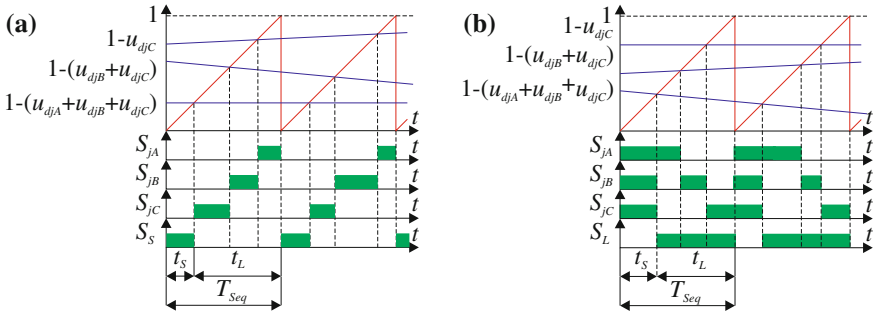 (a)
1
1-u_djC
1-(u_djB+u_djC)
1-(u_djA+u_djB+u_djC)
t
S_jA
t
S_jB
t
S_jC
t
S_S
t
t_S
t_L
T_Seq
(b)
1
1-u_djC
1-(u_djB+u_djC)
1-(u_djA+u_djB+u_djC)
t
S_jA
t
S_jB
t
S_jC
t
S_L
t
t_S
t_L
T_Seq